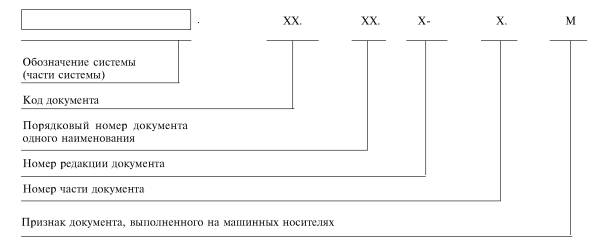 . XX. XX. X- X. M
Обозначение системы
(части системы)
Код документа
Порядковый номер документа
одного наименования
Номер редакции документа
Номер части документа
Признак документа, выполненного на машинных носителях